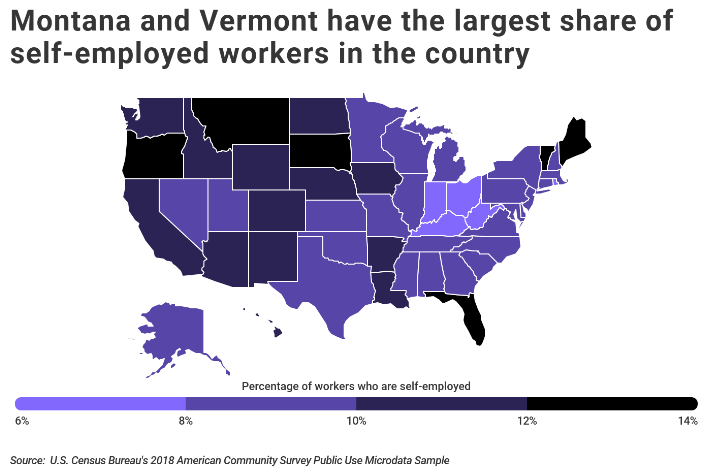 Montana and Vermont have the largest share of
self-employed workers in the country
Percentage of workers who are self-employed
6% 8% 10% 12% 14%
Source: U.S. Census Bureau's 2018 American Community Survey Public Use Microdata Sample